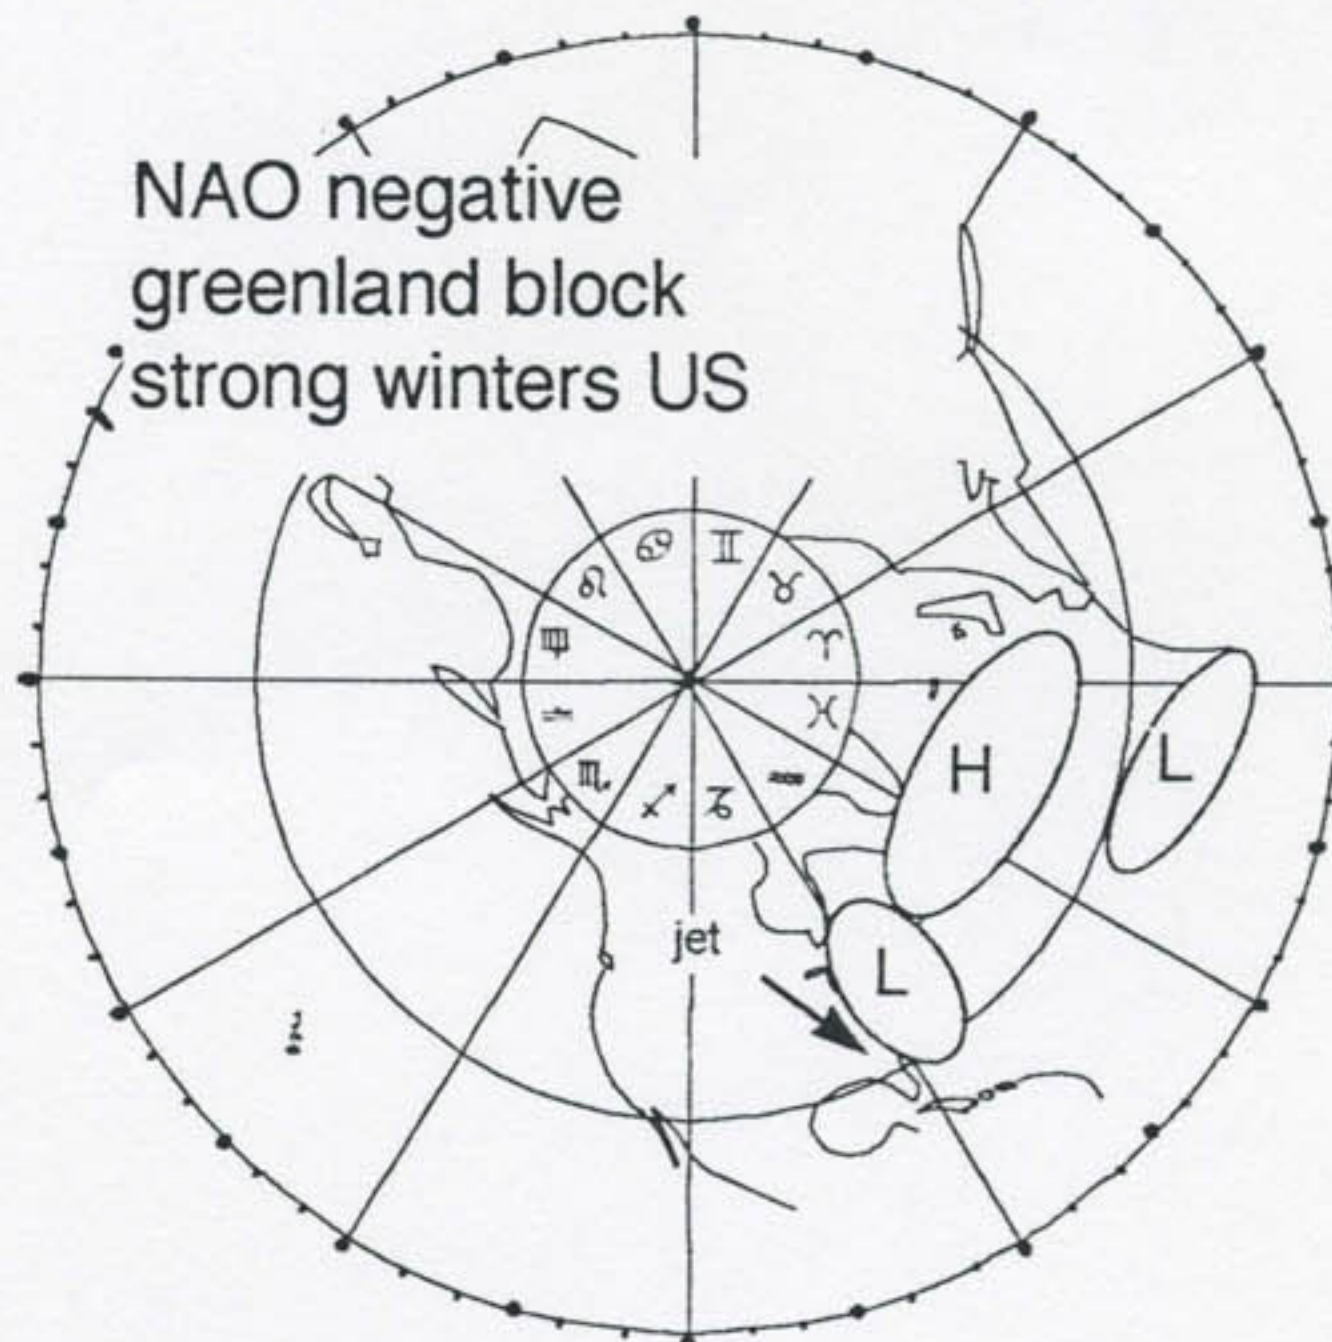 NAO negative
greenland block
strong winters US
♋ ♊
♌ ♉
♍ ♈
♎ ♓
♏ ♐ ♑ ♒
H
L
jet
L